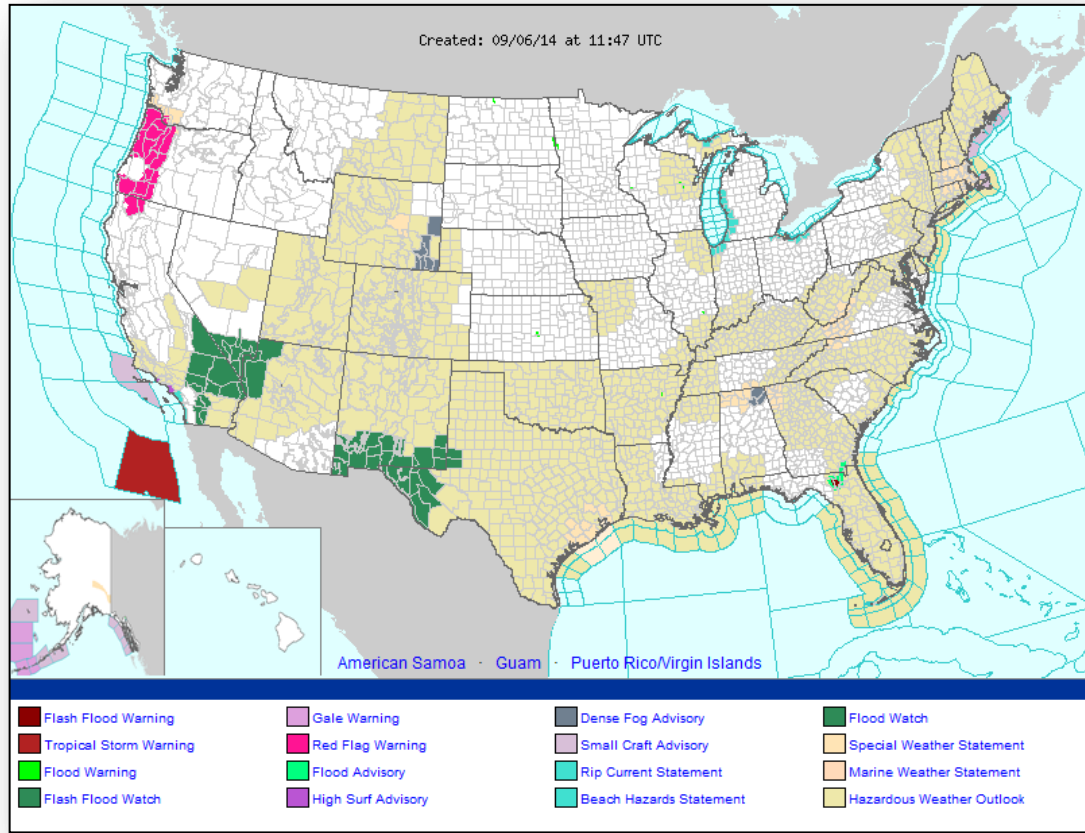 Created: 09/06/14 at 11:47 UTC
American Samoa - Guam - Puerto Rico/Virgin Islands
Flash Flood Warning Gale Warning Dense Fog Advisory Flood Watch
Tropical Storm Warning Red Flag Warning Small Craft Advisory Special Weather Statement
Flood Warning Flood Advisory Rip Current Statement Marine Weather Statement
Flash Flood Watch High Surf Advisory Beach Hazards Statement Hazardous Weather Outlook